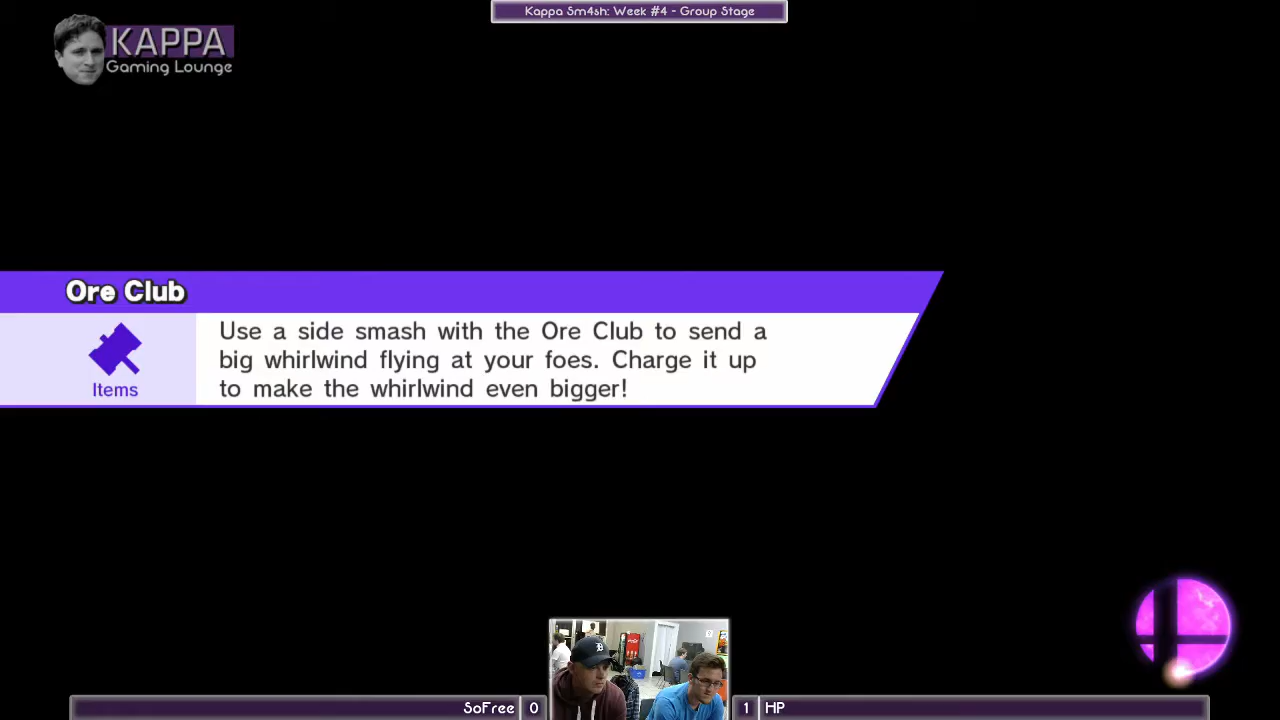 Kappa Sm4sh: Week #4 - Group Stage
KAPPA
Gaming Lounge
Ore Club
Use a side smash with the Ore Club to send a
big whirlwind flying at your foes. Charge it up
to make the whirlwind even bigger!
Items
SoFree 0
1 HP